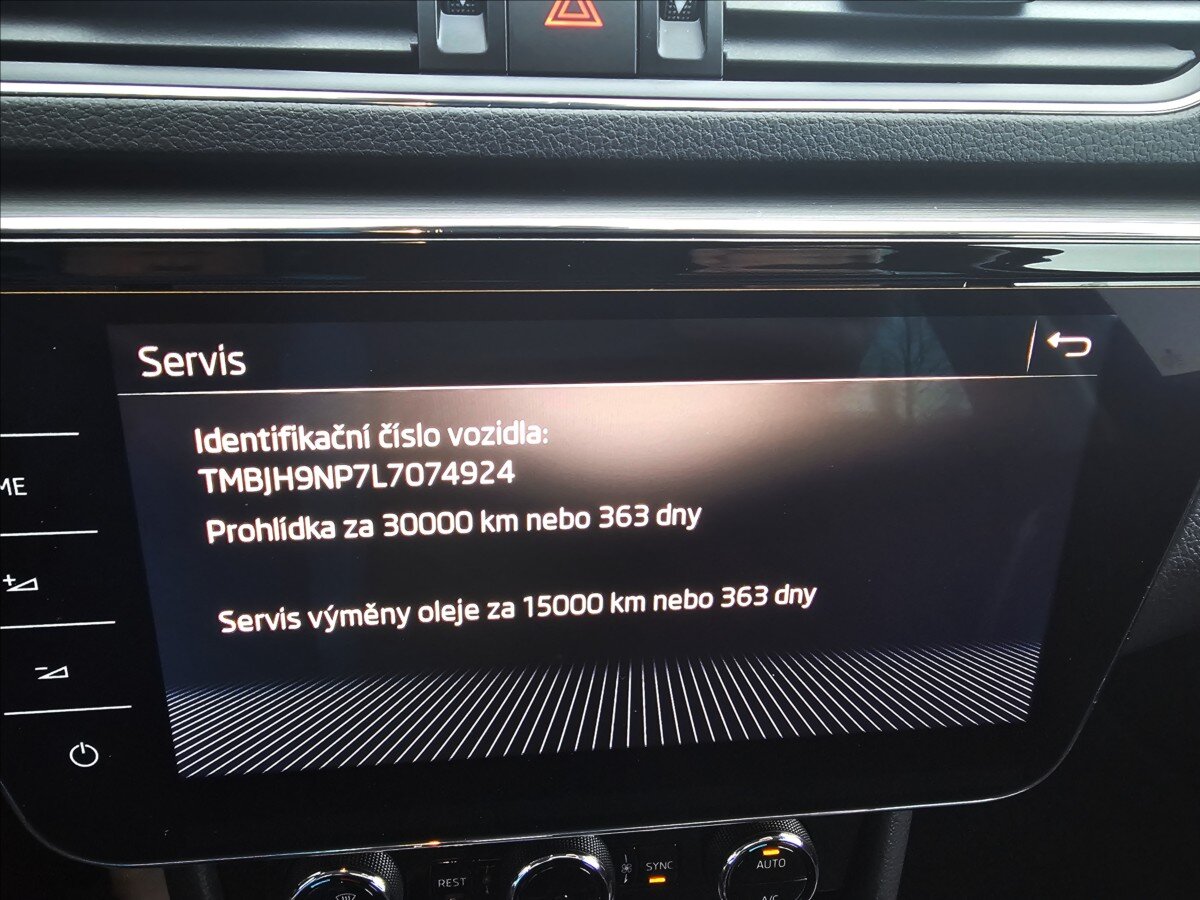 Servis
Identifikační číslo vozidla:
TMBJH9NP7L7074924
Prohlídka za 30000 km nebo 363 dny
Servis výměny oleje za 15000 km nebo 363 dny
ME
+
-
REST
SYNC
AUTO
A/C